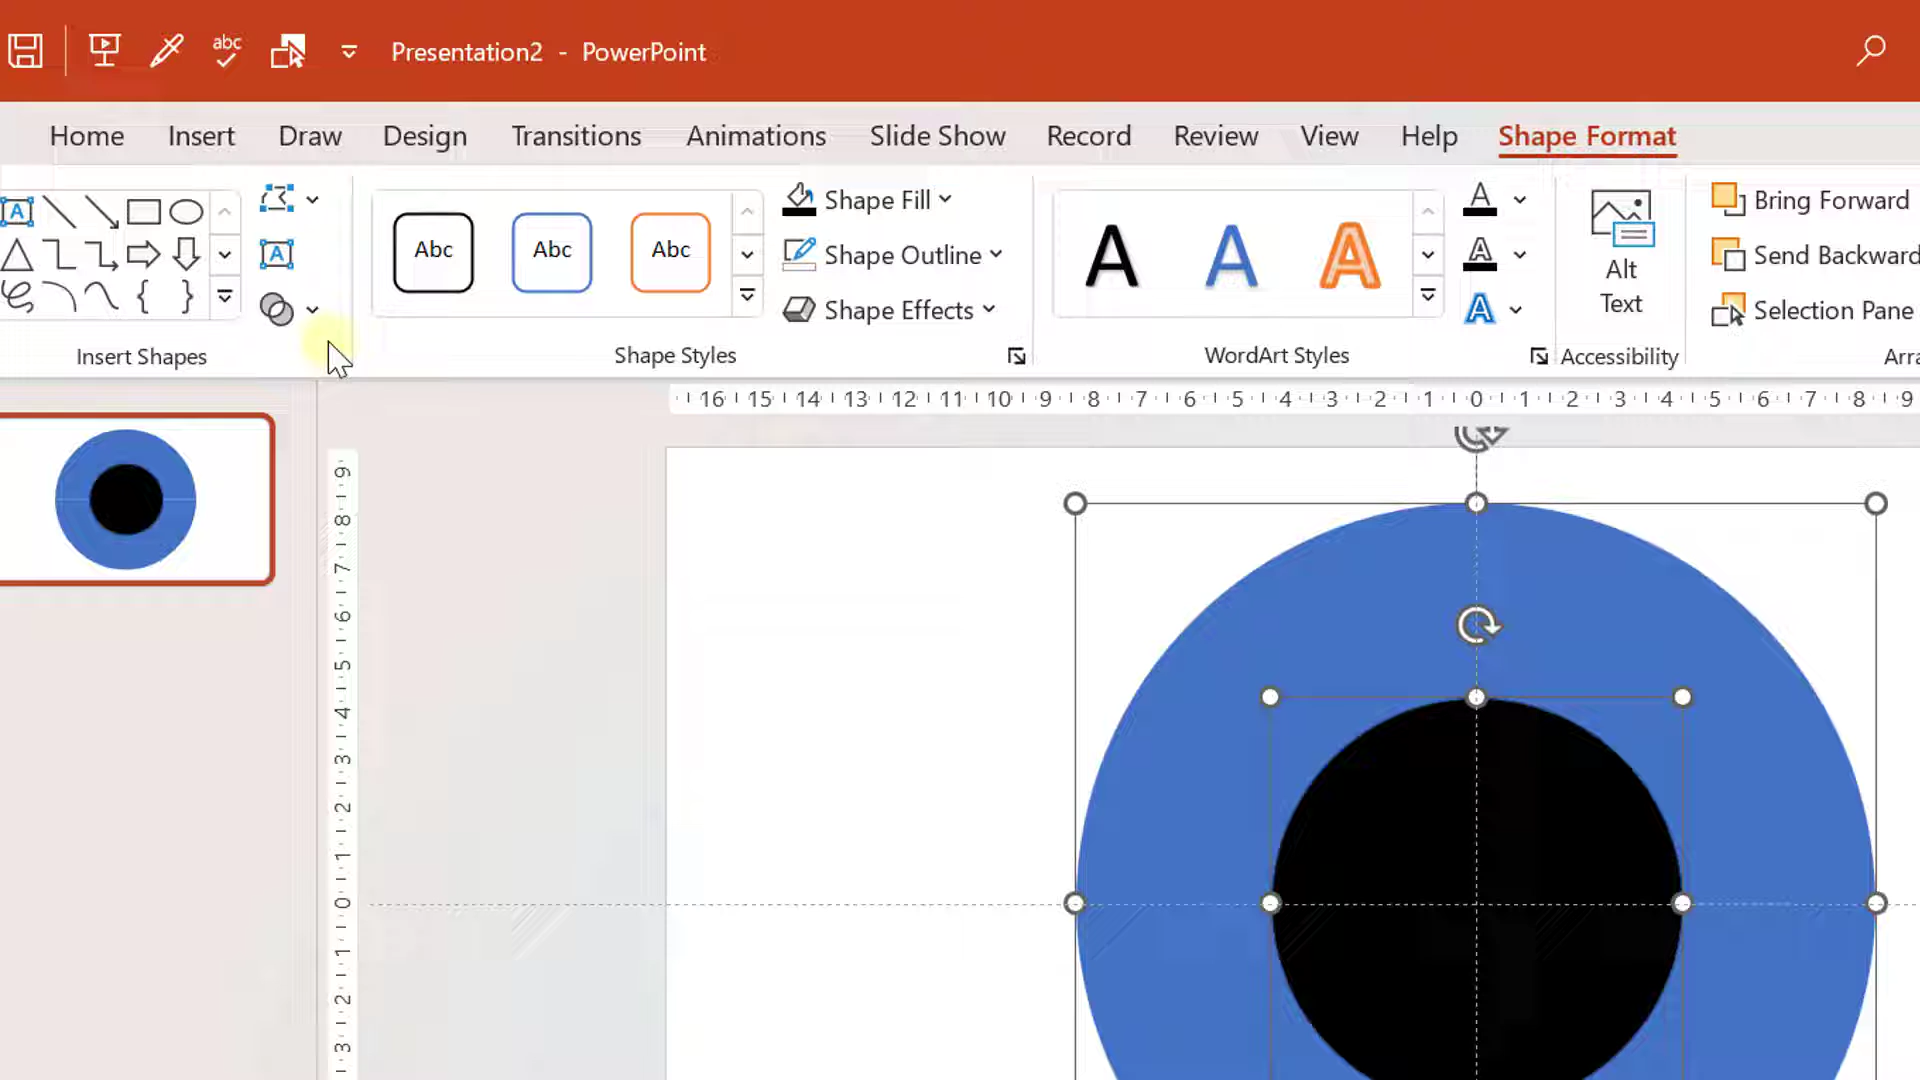 abc
Presentation2 - PowerPoint
Home Insert Draw Design Transitions Animations Slide Show Record Review View Help Shape Format
A
A
Abc Abc Abc
Shape Fill
Shape Outline
Shape Effects
A A A
A
A
A
Alt
Text
Bring Forward
Send Backward
Selection Pane
Insert Shapes
Shape Styles
WordArt Styles
Accessibility
Arra
16 15 14 13 12 11 10 9 8 7 6 5 4 3 2 1 0 1 2 3 4 5 6 7 8 9
9
8
7
6
5
4
3
2
1
0
1
2
3